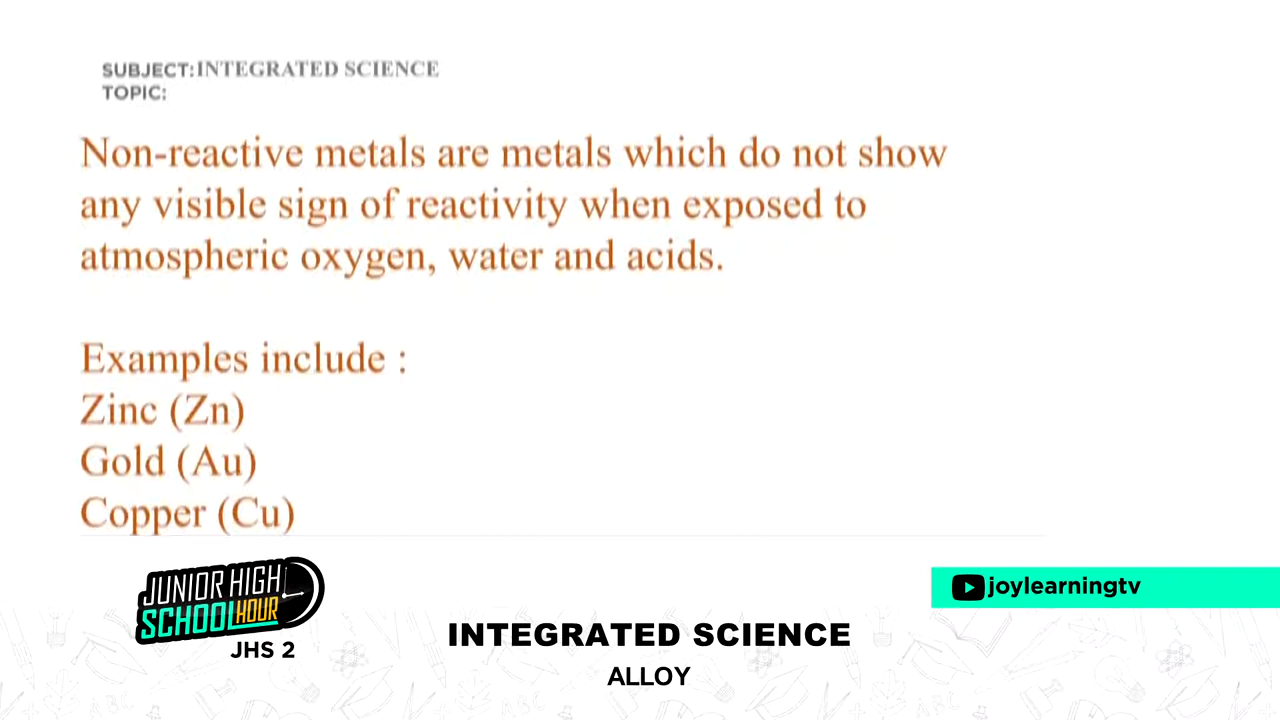 SUBJECT:INTEGRATED SCIENCE
TOPIC:
Non-reactive metals are metals which do not show
any visible sign of reactivity when exposed to
atmospheric oxygen, water and acids.
Examples include :
Zinc (Zn)
Gold (Au)
Copper (Cu)
JUNIOR HIGH
SCHOOL HOUR
JHS 2
joylearningtv
INTEGRATED SCIENCE
ALLOY